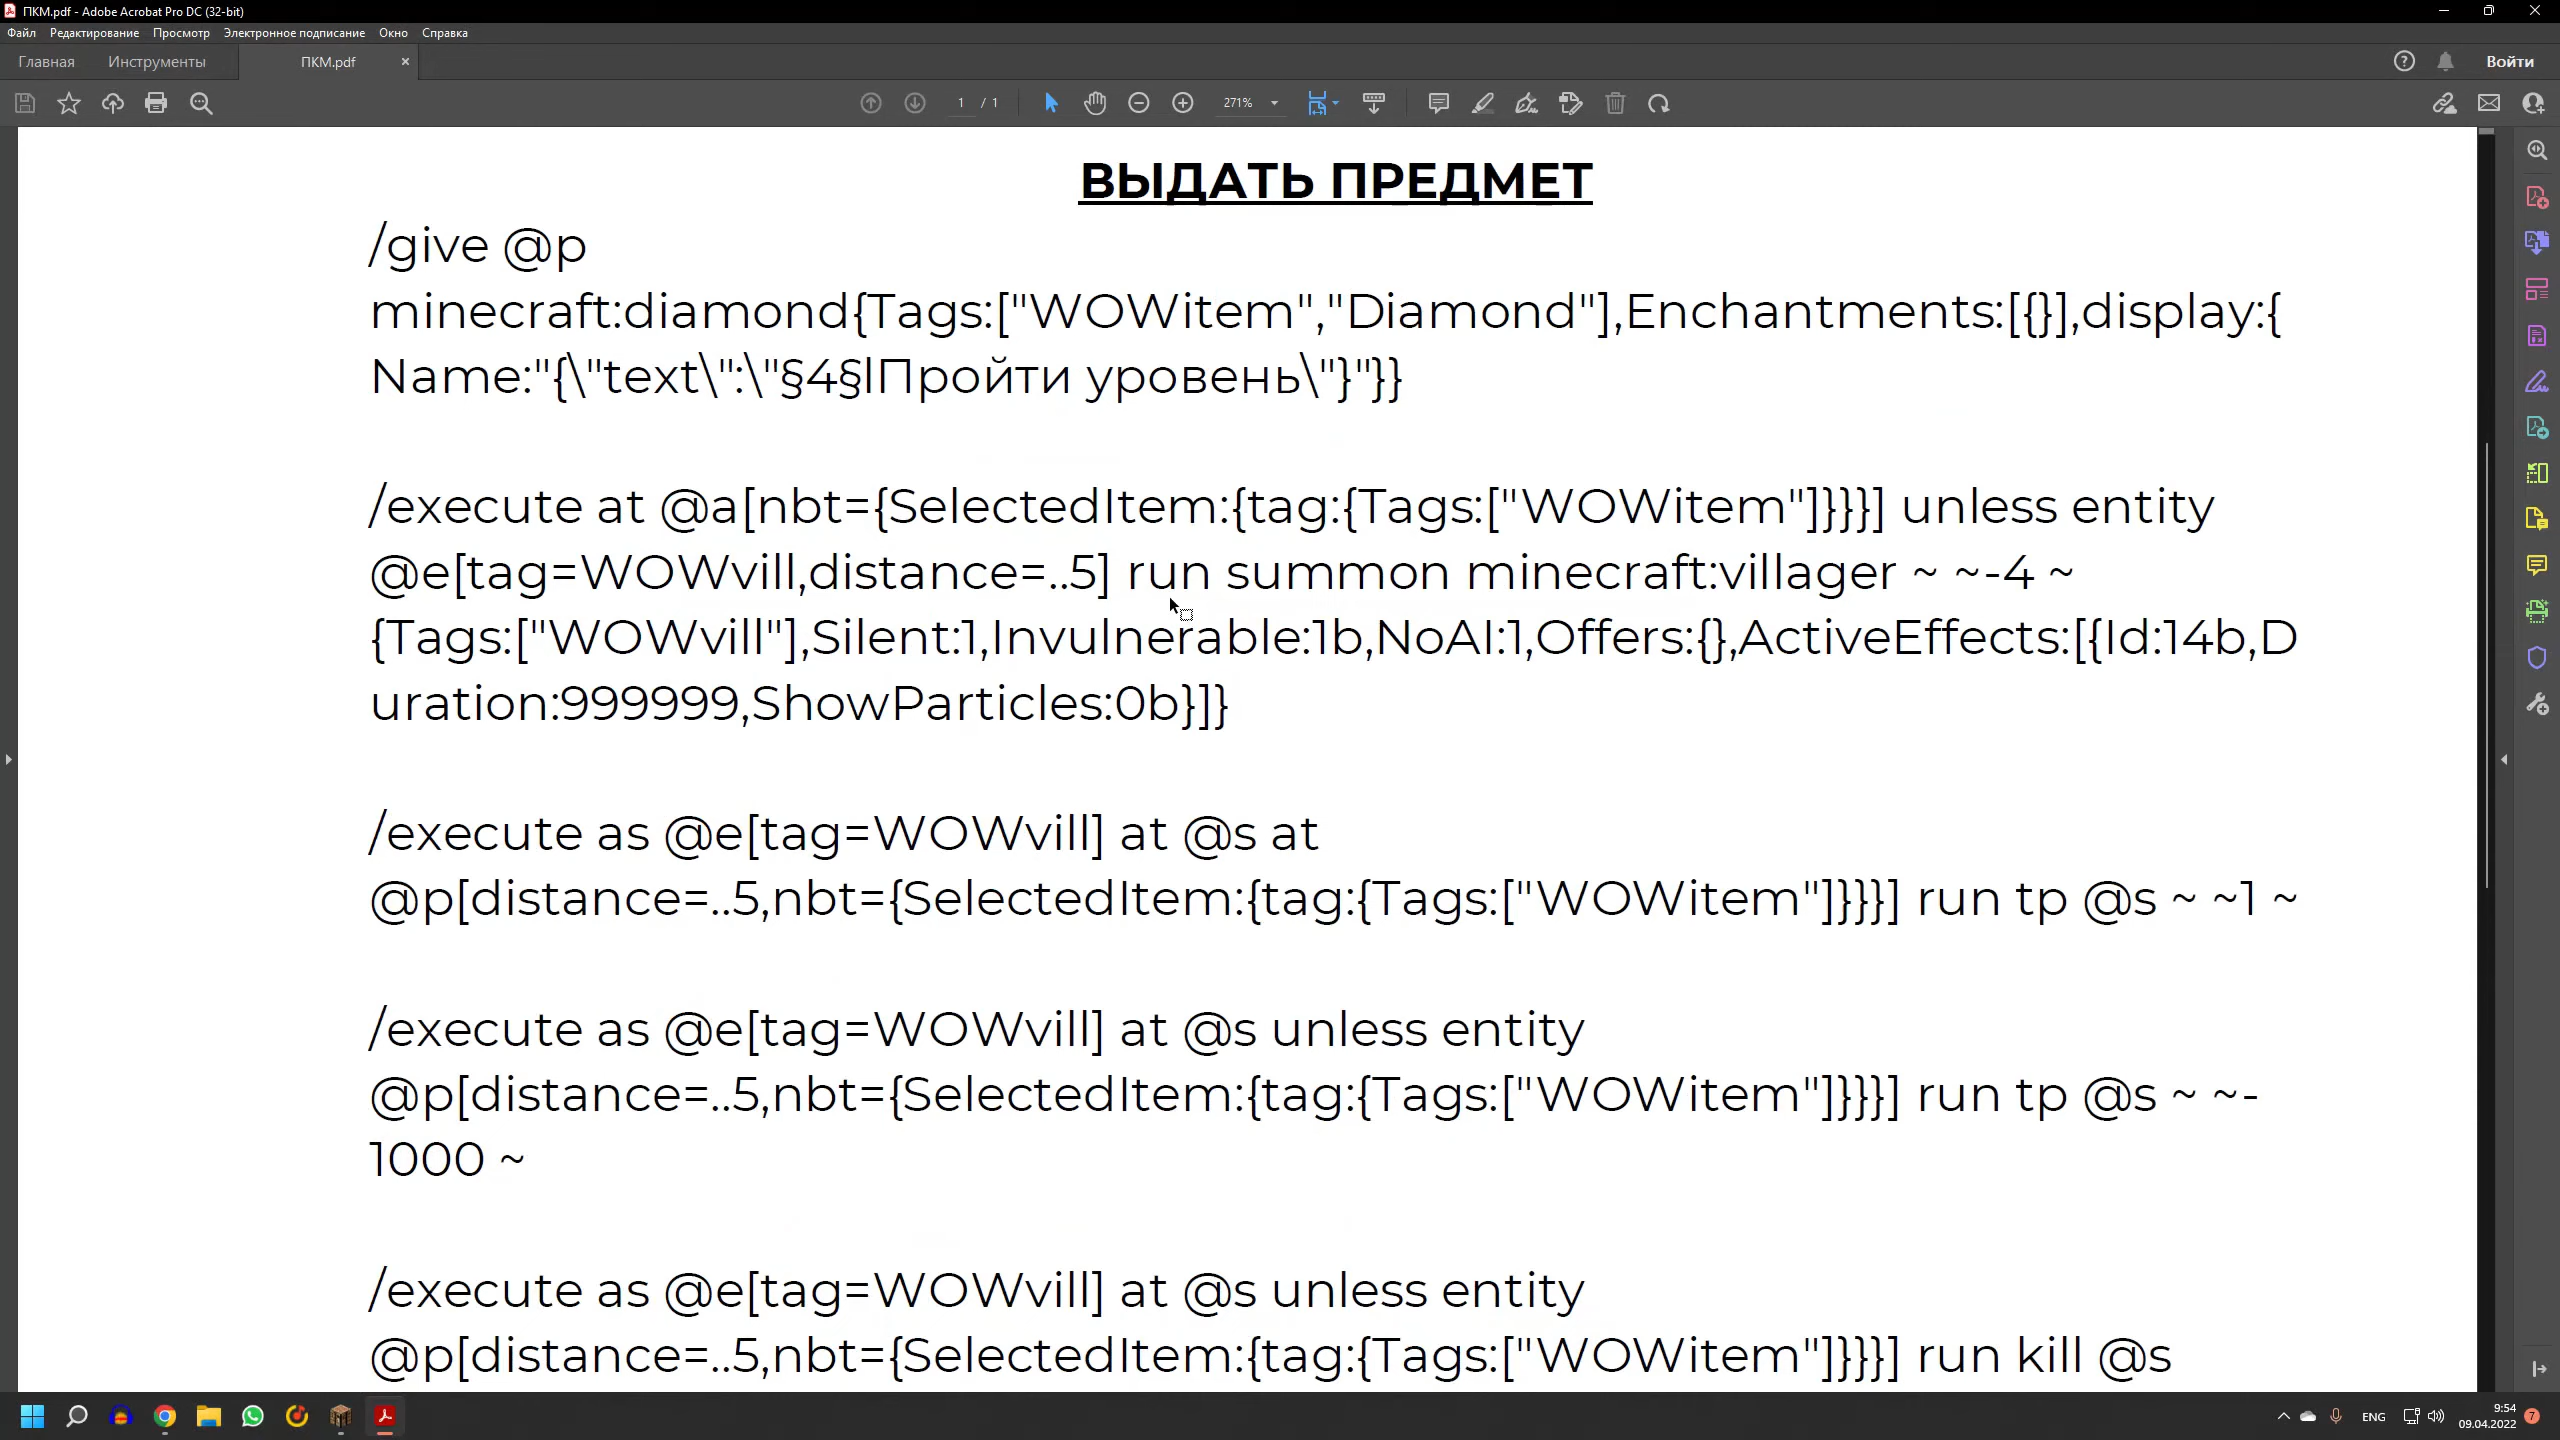 ПКМ.pdf - Adobe Acrobat Pro DC (32-bit)
Файл Редактирование Просмотр Электронное подписание Окно Справка
Главная Инструменты ПКМ.pdf × Войти
1 / 1 271%
ВЫДАТЬ ПРЕДМЕТ
/give @p
minecraft:diamond{Tags:["WOWitem","Diamond"],Enchantments:[{}],display:{
Name:"{\"text\":\"§4§lПройти уровень\"}"}}
/execute at @a[nbt={SelectedItem:{tag:{Tags:["WOWitem"]}}}] unless entity
@e[tag=WOWvill,distance=..5] run summon minecraft:villager ~ ~-4 ~
{Tags:["WOWvill"],Silent:1,Invulnerable:1b,NoAI:1,Offers:{},ActiveEffects:[{Id:14b,D
uration:999999,ShowParticles:0b}]}
/execute as @e[tag=WOWvill] at @s at
@p[distance=..5,nbt={SelectedItem:{tag:{Tags:["WOWitem"]}}}] run tp @s ~ ~1 ~
/execute as @e[tag=WOWvill] at @s unless entity
@p[distance=..5,nbt={SelectedItem:{tag:{Tags:["WOWitem"]}}}] run tp @s ~ ~-
1000 ~
/execute as @e[tag=WOWvill] at @s unless entity
@p[distance=..5,nbt={SelectedItem:{tag:{Tags:["WOWitem"]}}}] run kill @s
ENG 9:54
09.04.2022 7